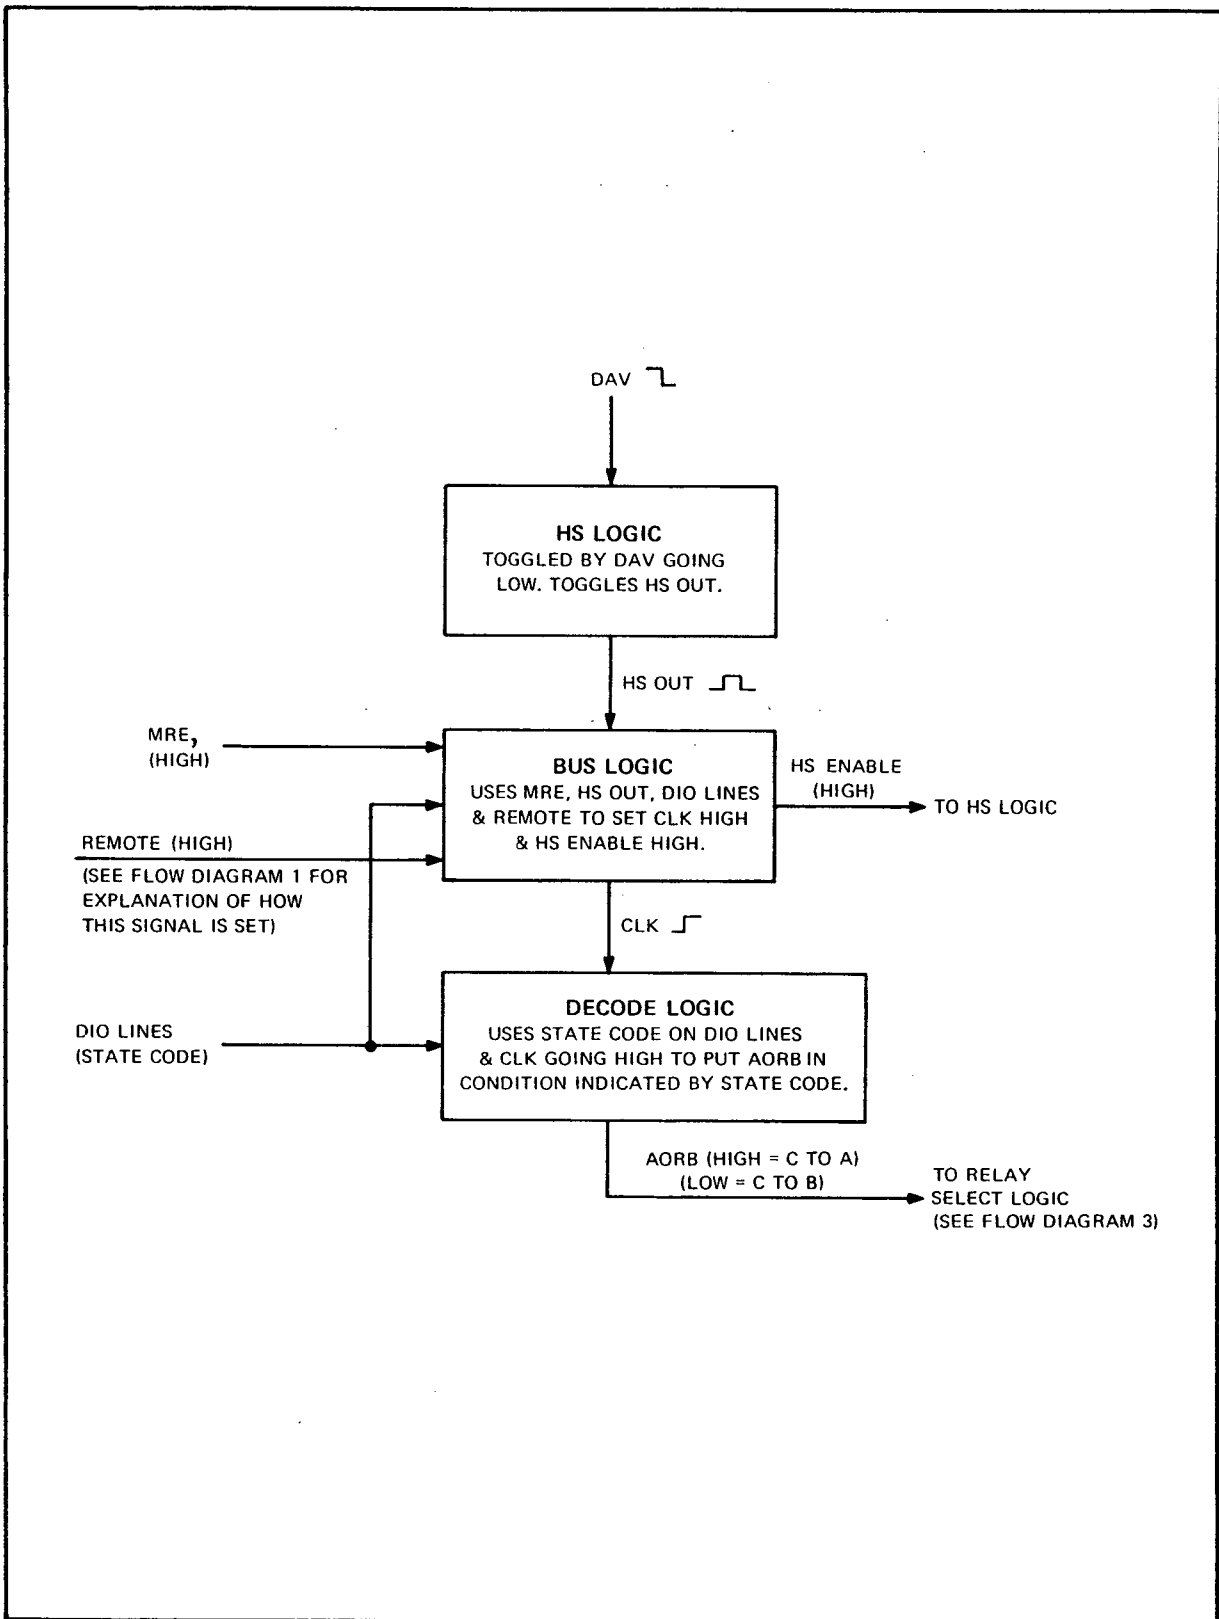 DAV
HS LOGIC
TOGGLED BY DAV GOING
LOW. TOGGLES HS OUT.
HS OUT
MRE,
(HIGH)
BUS LOGIC
USES MRE, HS OUT, DIO LINES
& REMOTE TO SET CLK HIGH
& HS ENABLE HIGH.
HS ENABLE
(HIGH)
TO HS LOGIC
REMOTE (HIGH)
(SEE FLOW DIAGRAM 1 FOR
EXPLANATION OF HOW
THIS SIGNAL IS SET)
CLK
DIO LINES
(STATE CODE)
DECODE LOGIC
USES STATE CODE ON DIO LINES
& CLK GOING HIGH TO PUT AORB IN
CONDITION INDICATED BY STATE CODE.
AORB (HIGH = C TO A)
(LOW = C TO B)
TO RELAY
SELECT LOGIC
(SEE FLOW DIAGRAM 3)